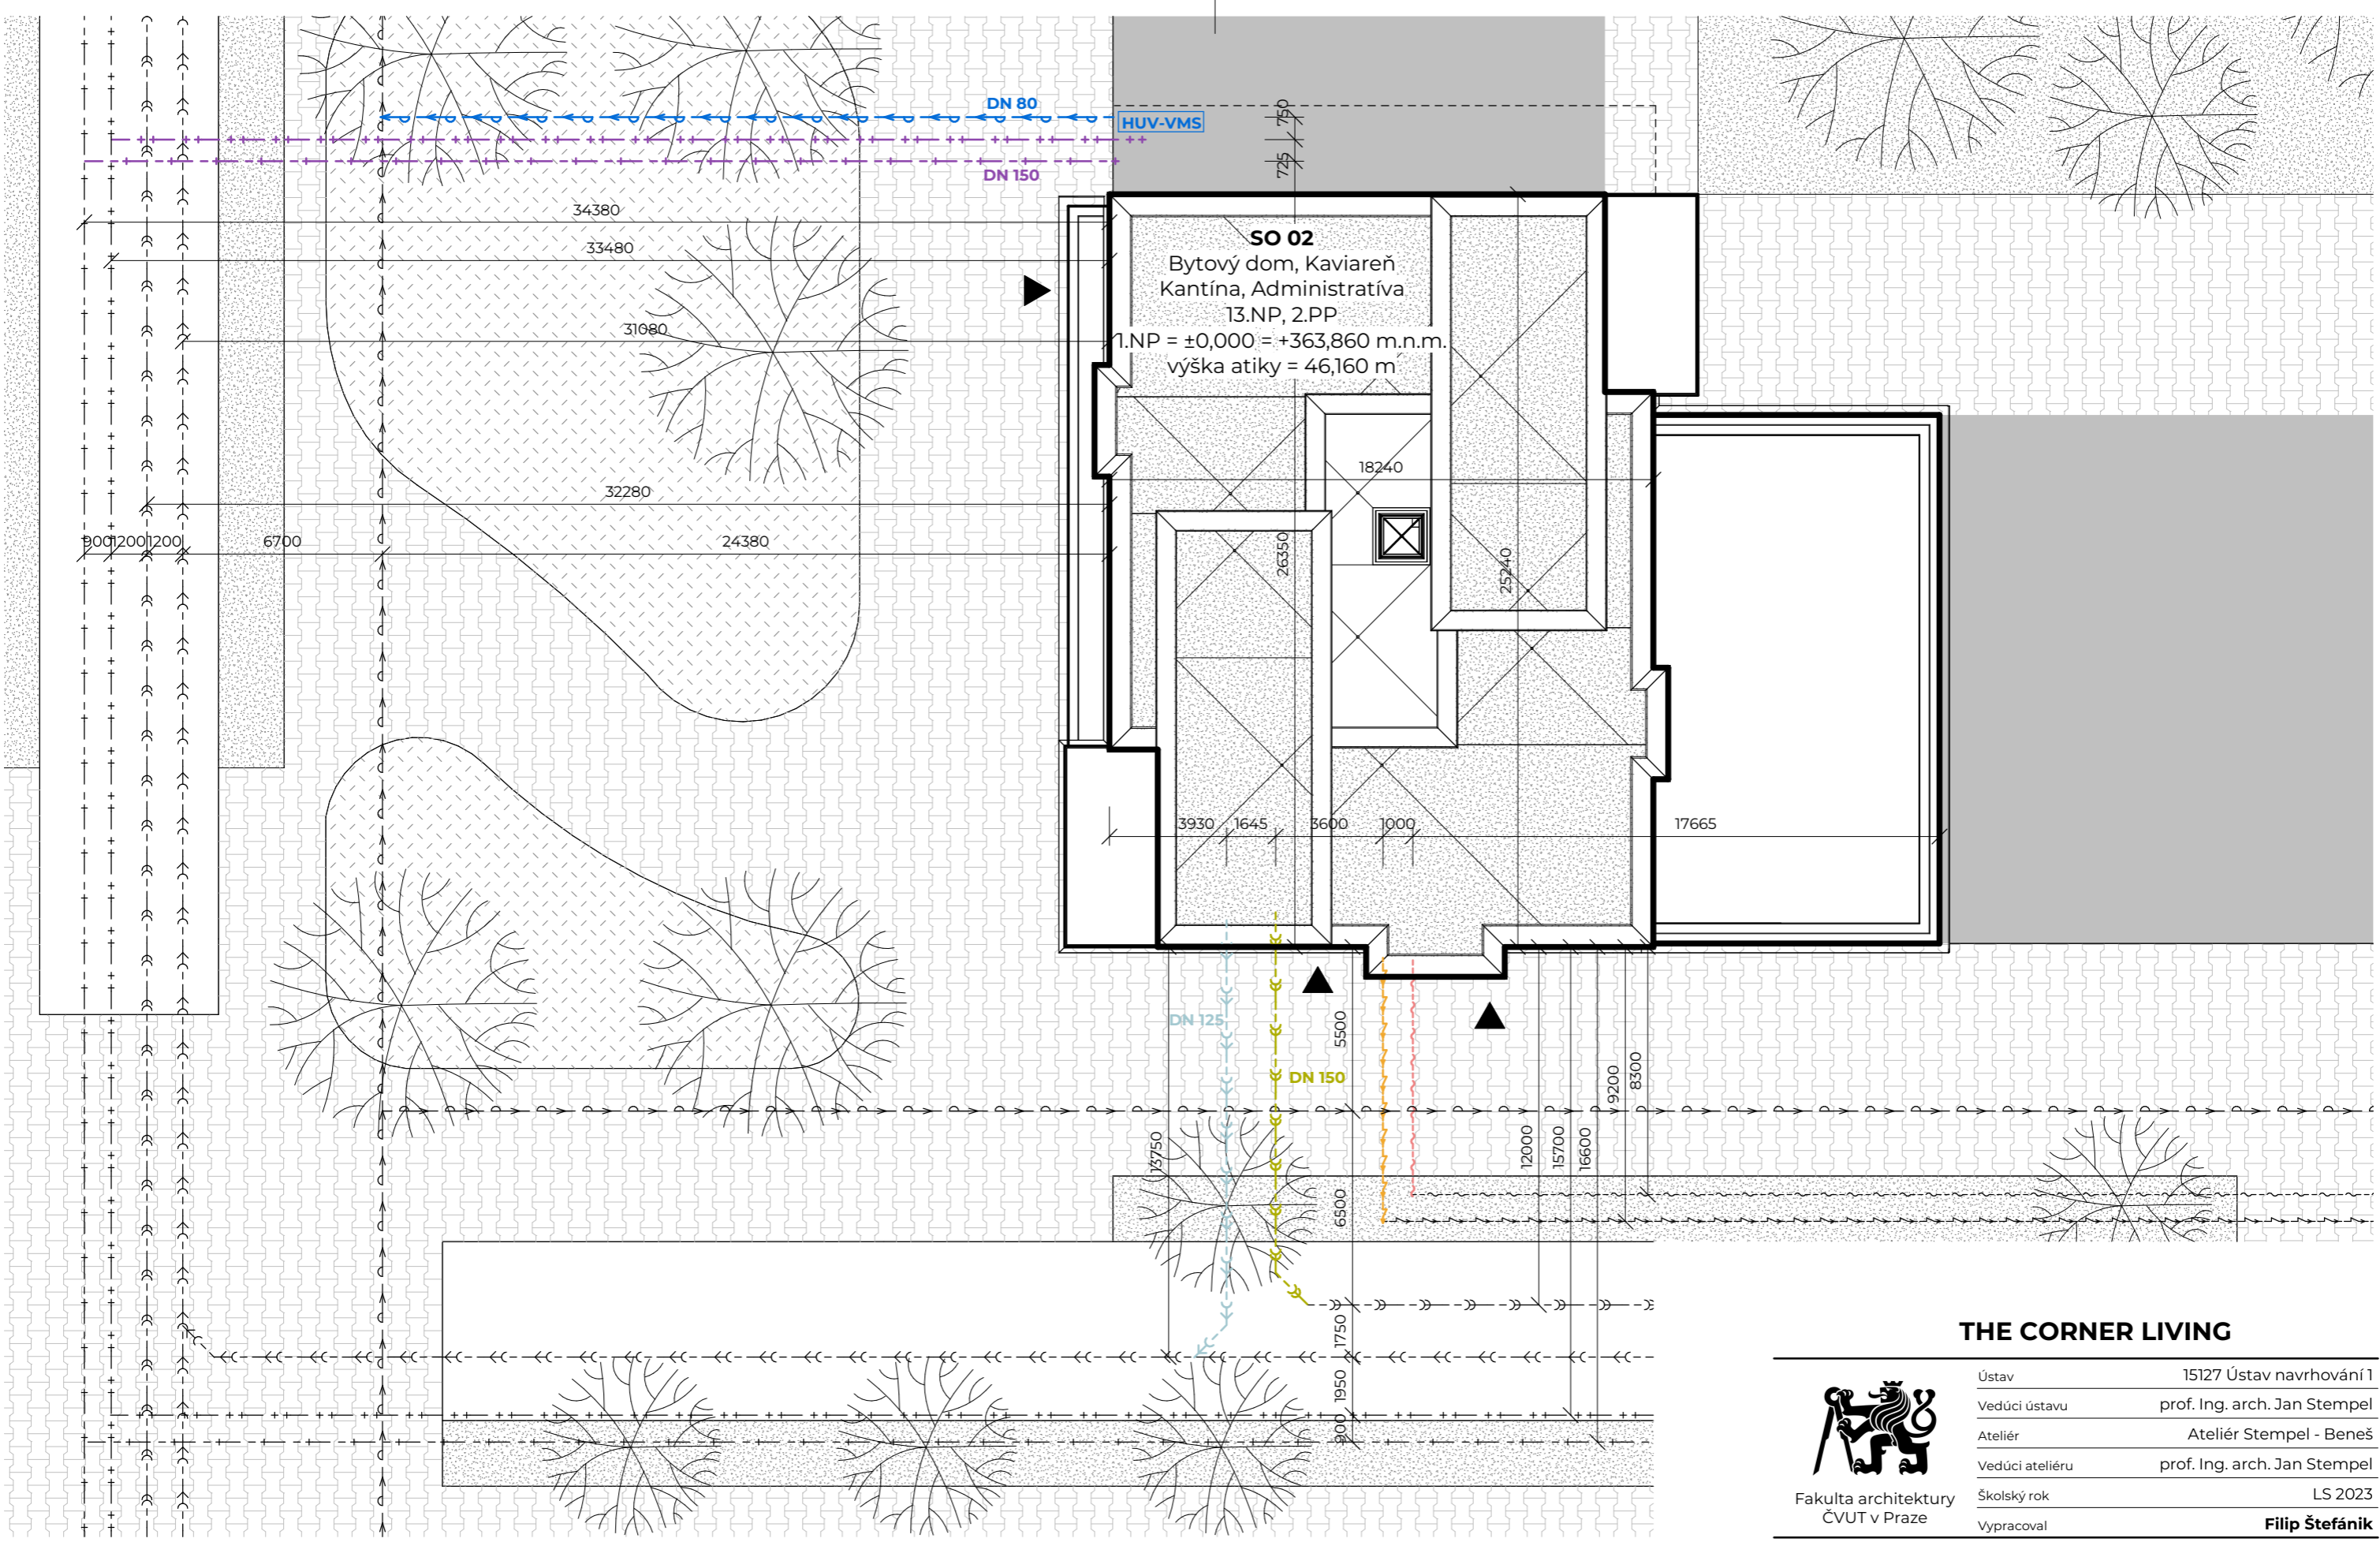 DN 80
HUV-VMS
750
725
DN 150
34380
33480
31080
32280
900
1200
1200
6700
24380
SO 02
Bytový dom, Kaviareň
Kantína, Administratíva
13.NP, 2.PP
1.NP = ±0,000 = +363,860 m.n.m.
výška atiky = 46,160 m
18240
26350
25240
3930
1645
3600
1000
17665
DN 125
DN 150
5500
9200
8300
13750
12000
15700
16600
6500
1750
1950
900
THE CORNER LIVING
Fakulta architektury
ČVUT v Praze
Ústav 15127 Ústav navrhování 1
Vedúci ústavu prof. Ing. arch. Jan Stempel
Ateliér Ateliér Stempel - Beneš
Vedúci ateliéru prof. Ing. arch. Jan Stempel
Školský rok LS 2023
Vypracoval Filip Štefánik